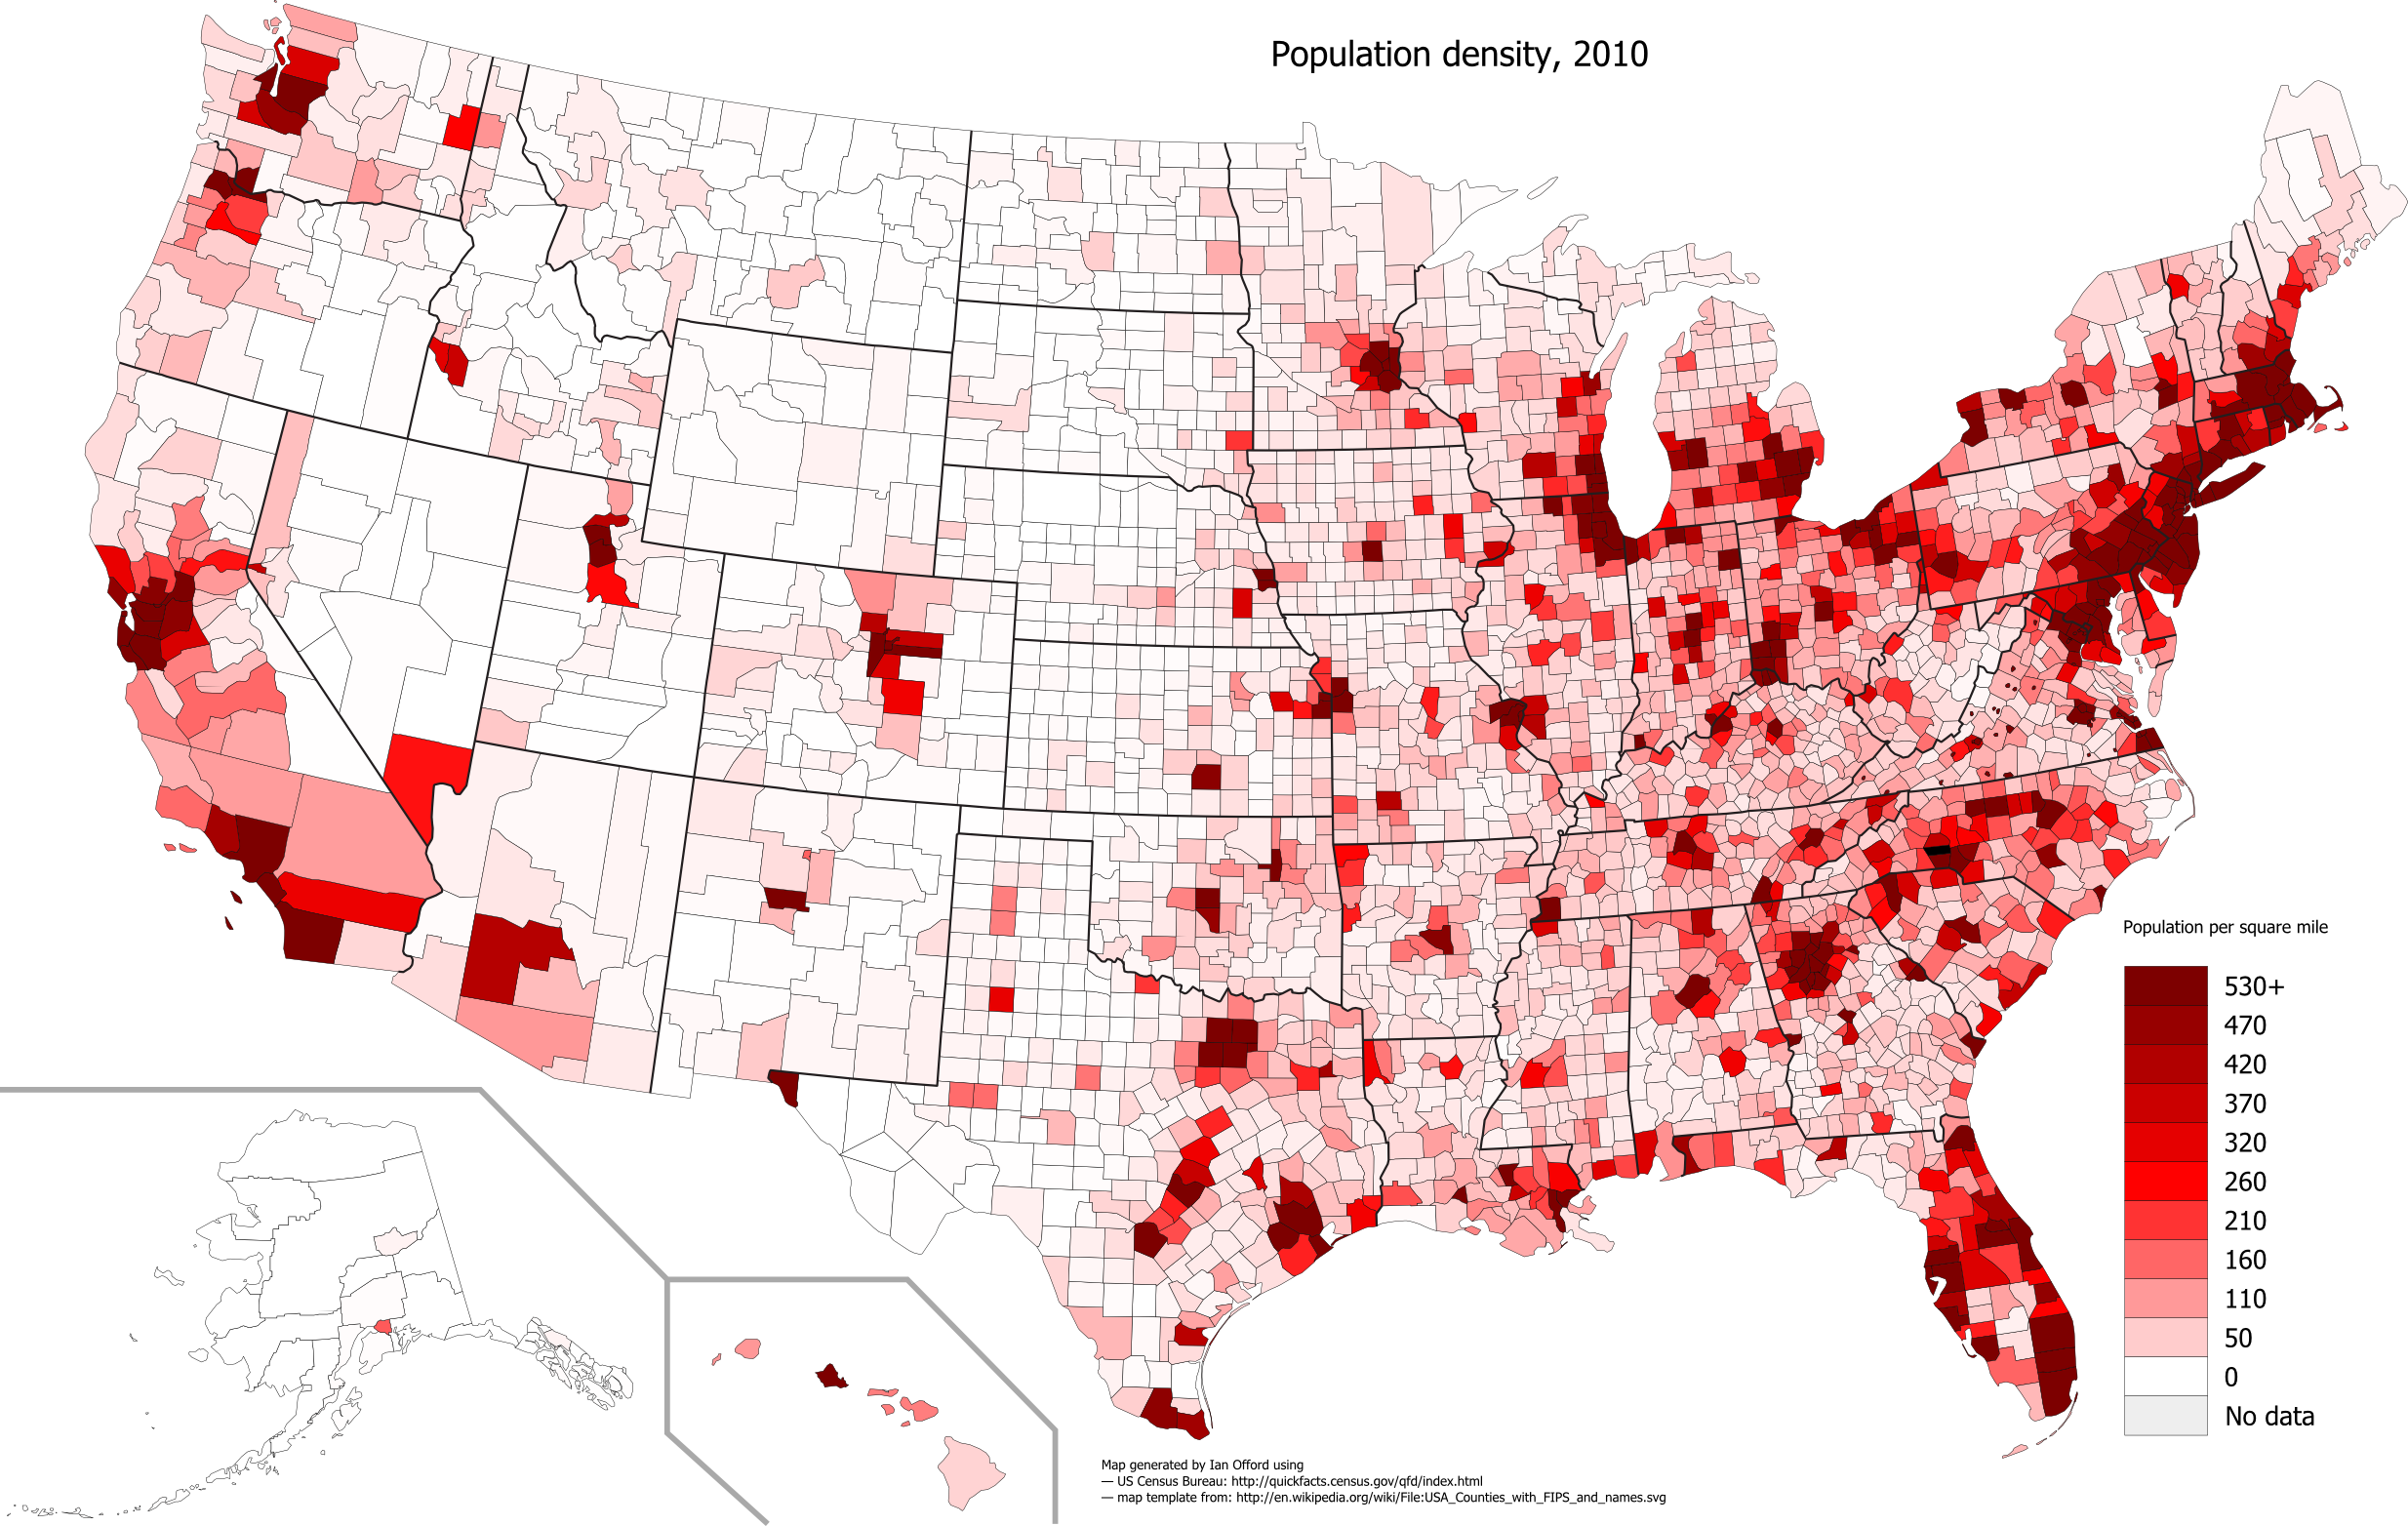 Population density, 2010
Population per square mile
530+
470
420
370
320
260
210
160
110
50
0
No data
Map generated by Ian Offord using
— US Census Bureau: http://quickfacts.census.gov/qfd/index.html
— map template from: http://en.wikipedia.org/wiki/File:USA_Counties_with_FIPS_and_names.svg